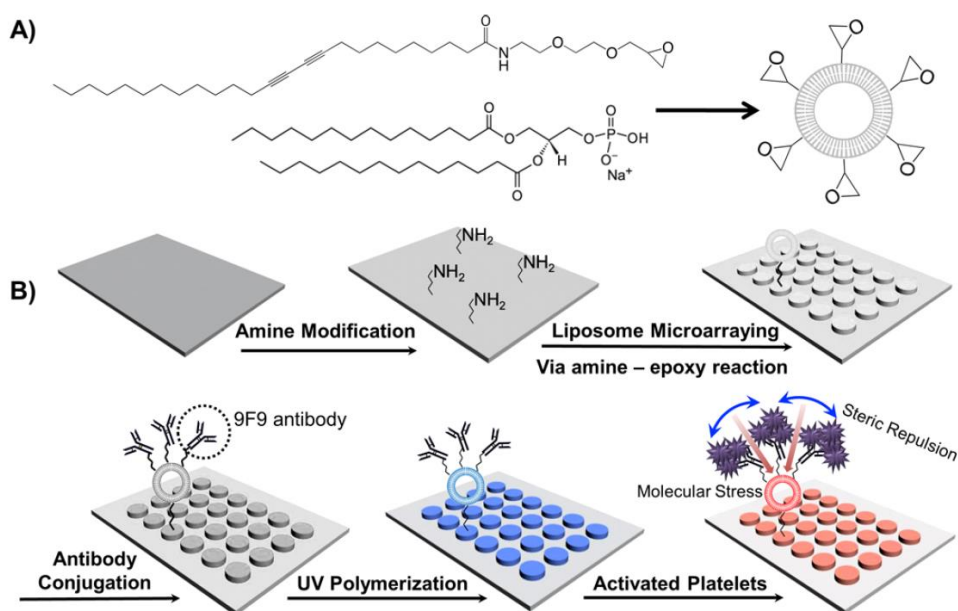 A)
O
N
H
O
O
O
O
O
O
O
H
O
P
OH
O−
Na+
O
O
O
O
O
O
B)
NH2
NH2
NH2
NH2
Amine Modification
Liposome Microarraying
Via amine – epoxy reaction
9F9 antibody
Steric Repulsion
Molecular Stress
Antibody
Conjugation
UV Polymerization
Activated Platelets